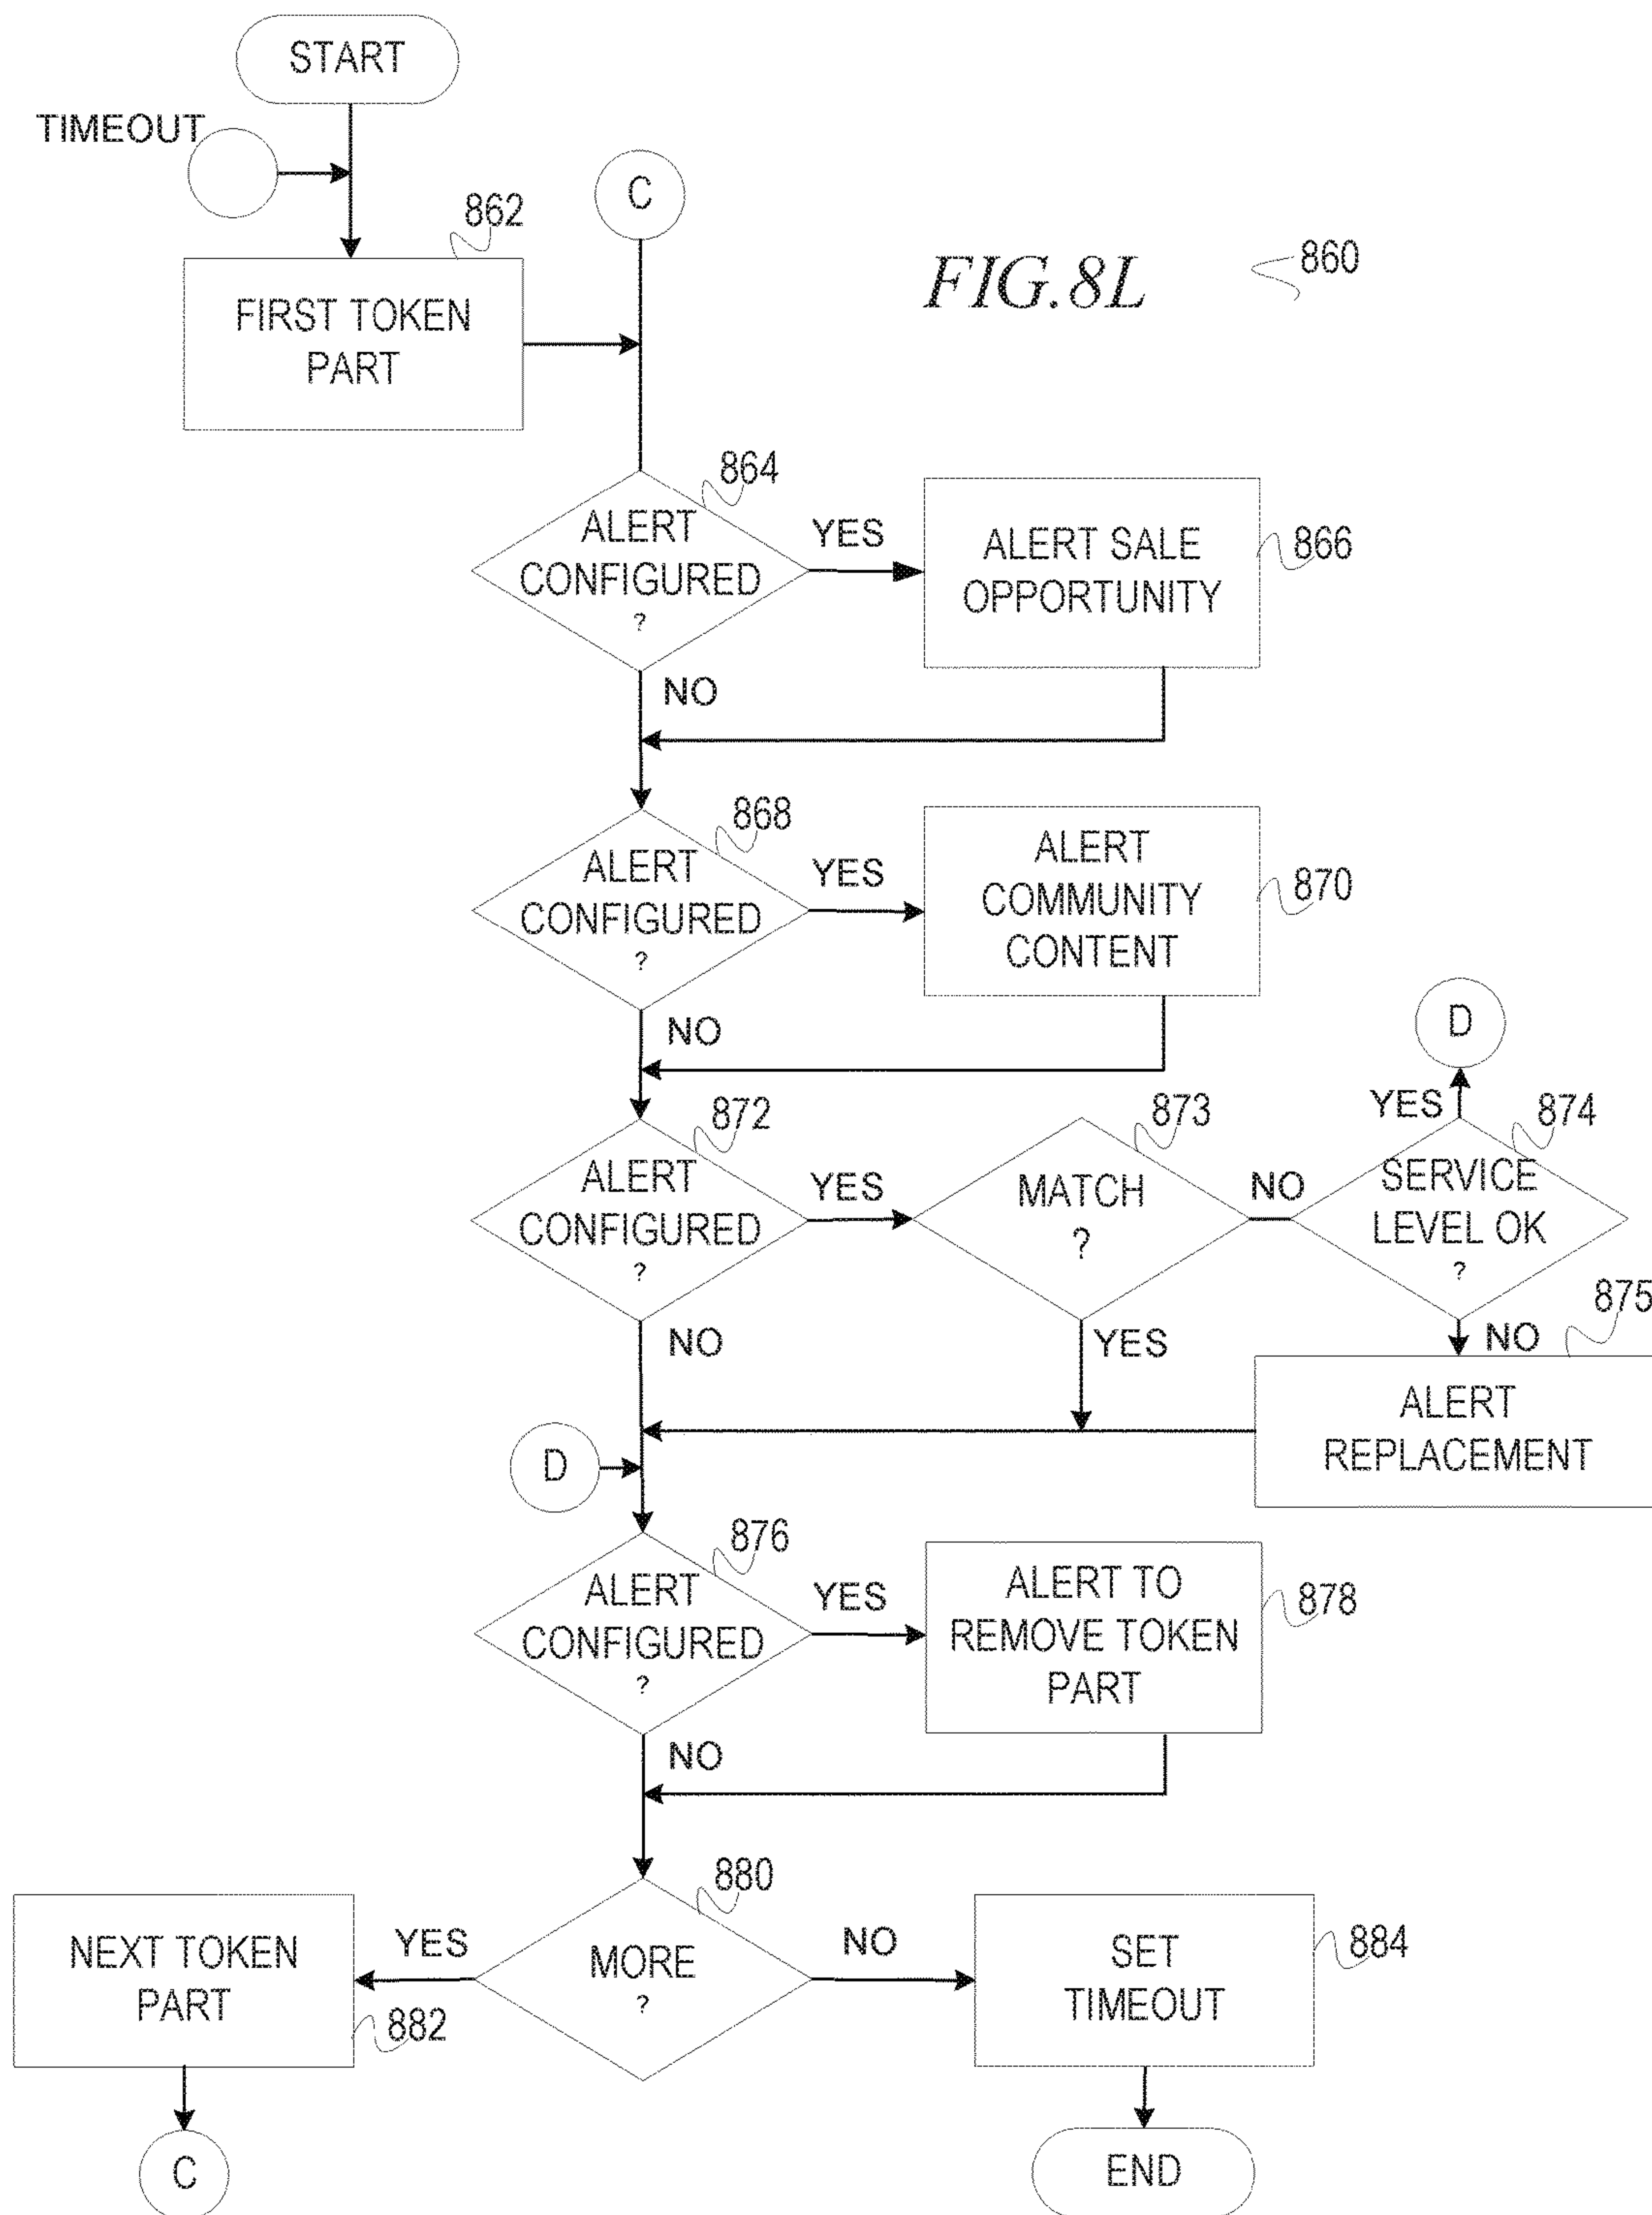 START
TIMEOUT
C
862
FIRST TOKEN
PART
FIG.8L
860
864
ALERT
CONFIGURED
?
YES
ALERT SALE
OPPORTUNITY
866
NO
868
ALERT
CONFIGURED
?
YES
ALERT
COMMUNITY
CONTENT
870
NO
D
872
ALERT
CONFIGURED
?
YES
873
MATCH
?
NO
YES
874
SERVICE
LEVEL OK
?
NO
YES
NO
875
ALERT
REPLACEMENT
D
876
ALERT
CONFIGURED
?
YES
ALERT TO
REMOVE TOKEN
PART
878
NO
880
MORE
?
YES
NEXT TOKEN
PART
882
NO
SET
TIMEOUT
884
C
END